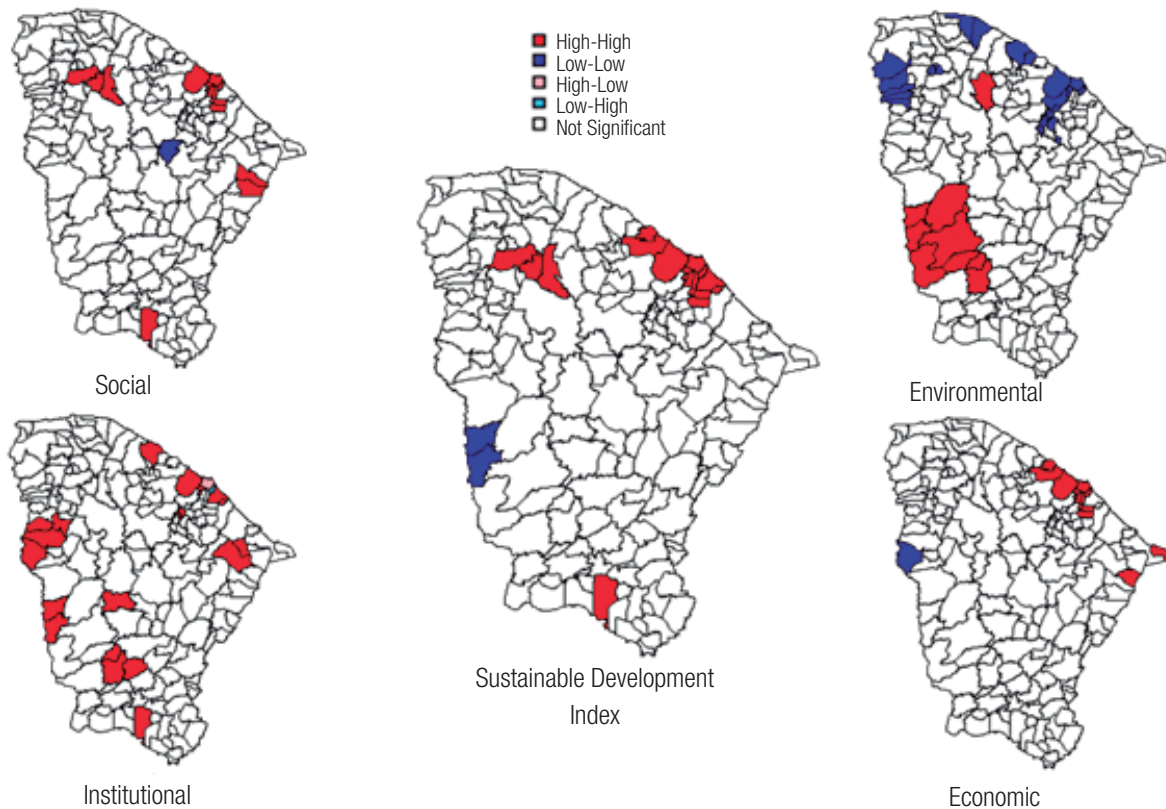 High-High
Low-Low
High-Low
Low-High
Not Significant
Social
Environmental
Sustainable Development
Index
Institutional
Economic